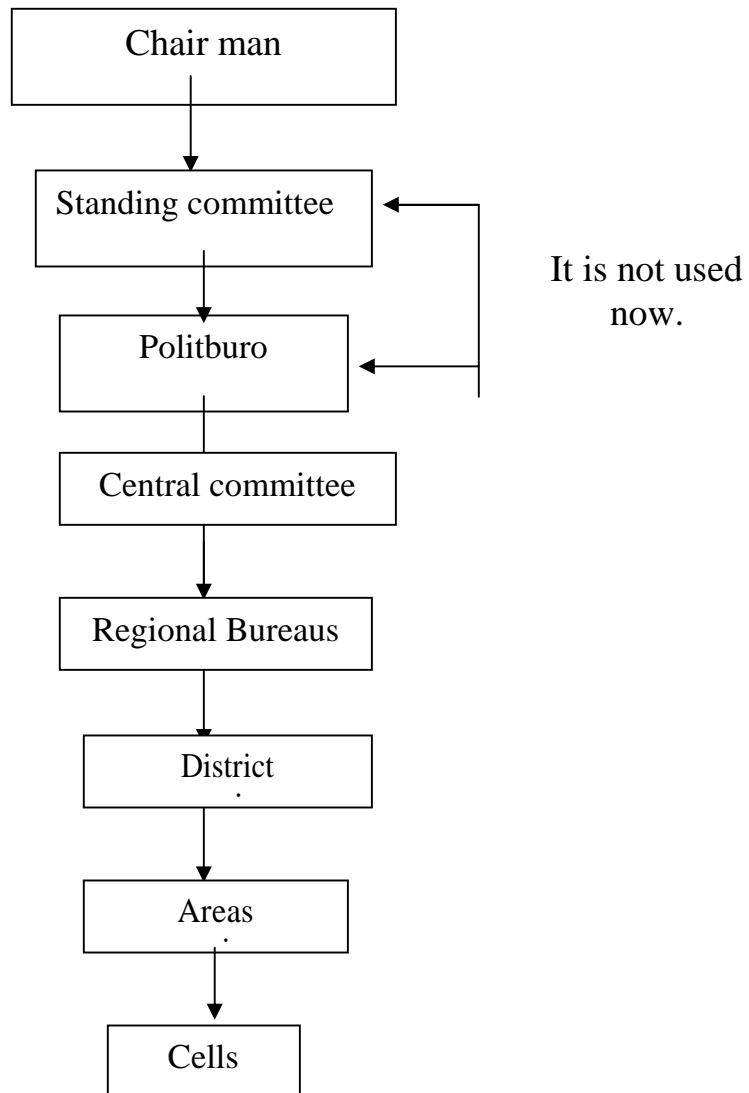 Chair man
Standing committee
It is not used
now.
Politburo
Central committee
Regional Bureaus
District
.
Areas
.
Cells